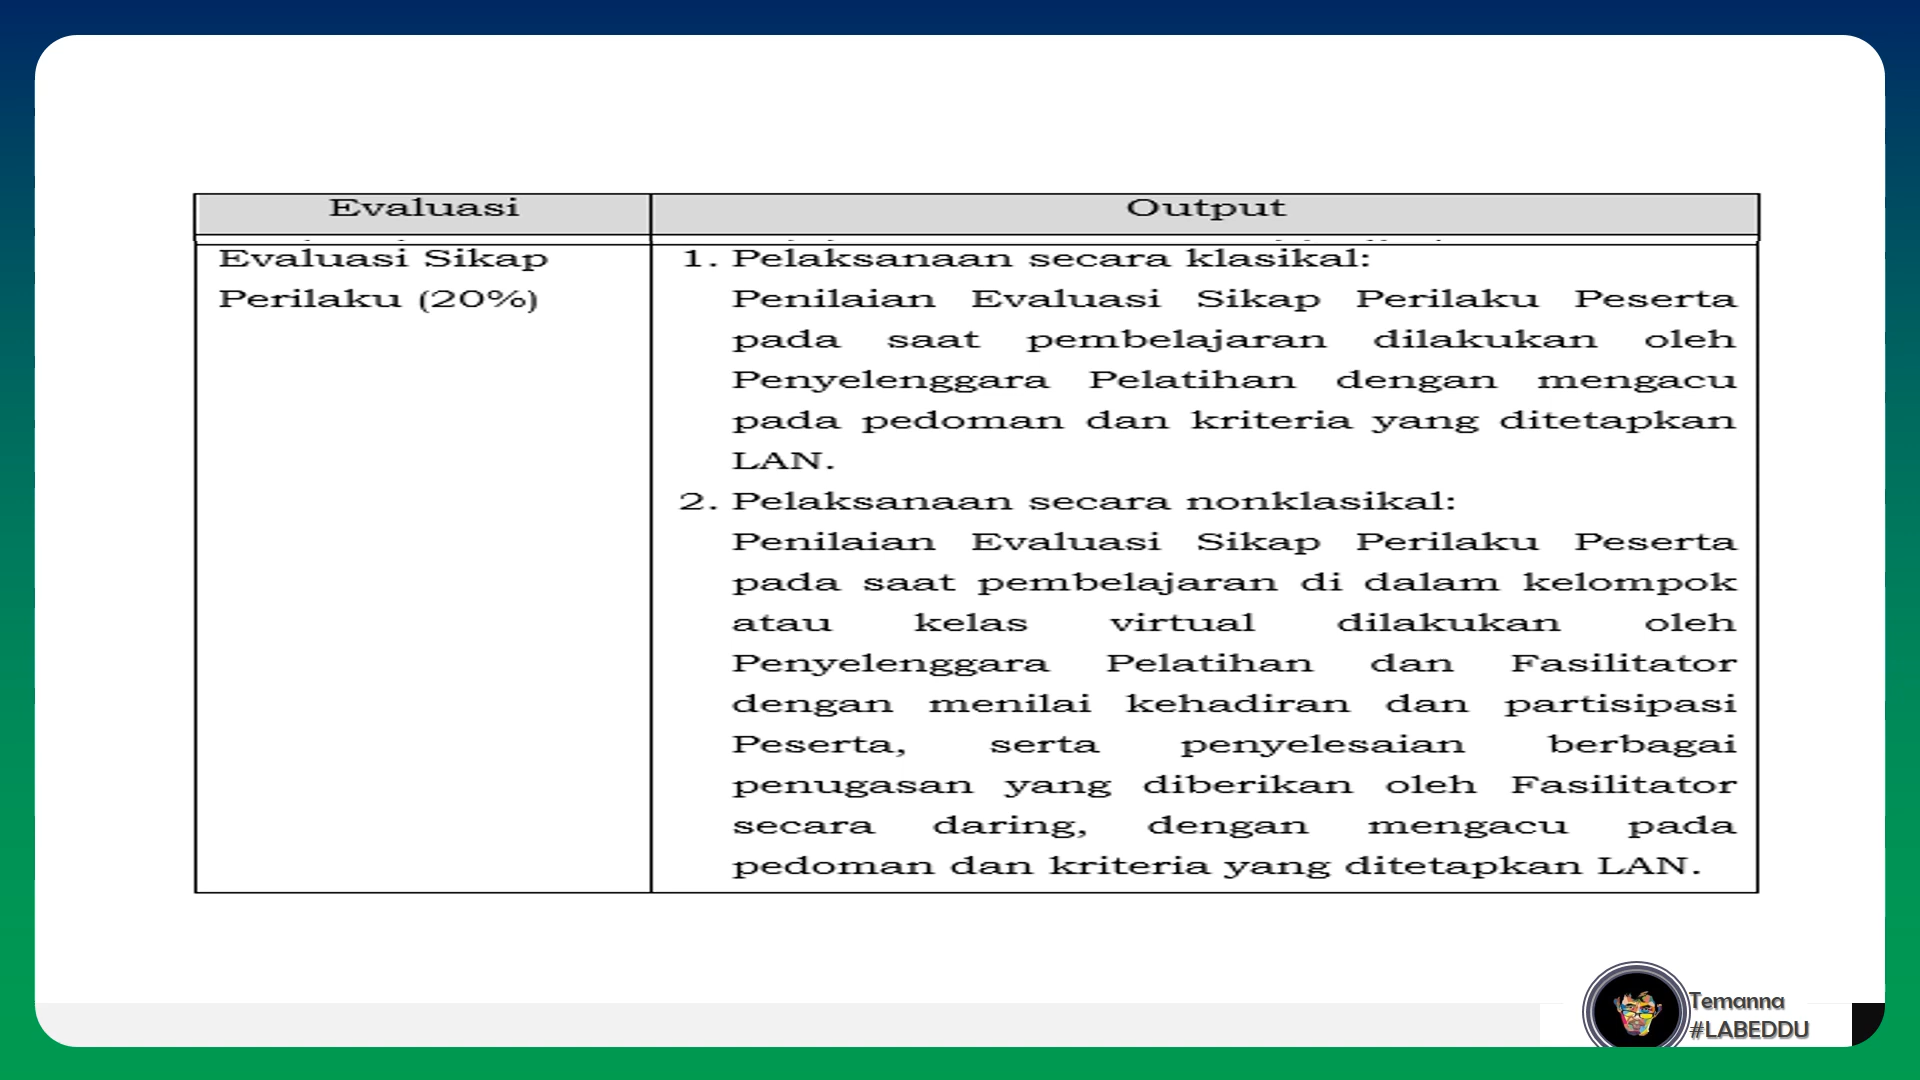 Evaluasi
Output
Evaluasi Sikap
Perilaku (20%)
1. Pelaksanaan secara klasikal:
Penilaian Evaluasi Sikap Perilaku Peserta
pada saat pembelajaran dilakukan oleh
Penyelenggara Pelatihan dengan mengacu
pada pedoman dan kriteria yang ditetapkan
LAN.
2. Pelaksanaan secara nonklasikal:
Penilaian Evaluasi Sikap Perilaku Peserta
pada saat pembelajaran di dalam kelompok
atau kelas virtual dilakukan oleh
Penyelenggara Pelatihan dan Fasilitator
dengan menilai kehadiran dan partisipasi
Peserta, serta penyelesaian berbagai
penugasan yang diberikan oleh Fasilitator
secara daring, dengan mengacu pada
pedoman dan kriteria yang ditetapkan LAN.
Temanna
#LABEDDU